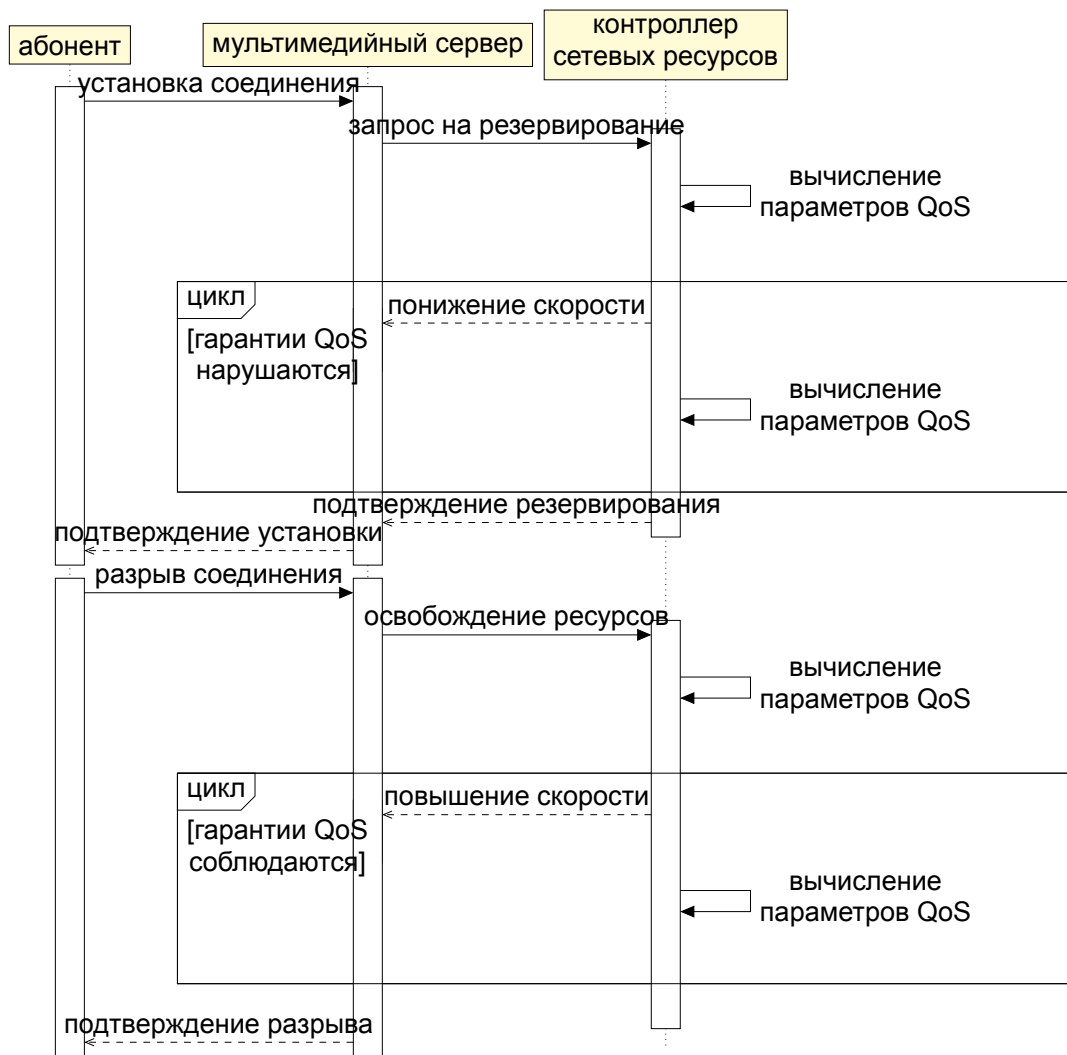 абонент
мультимедийный сервер
контроллер
сетевых ресурсов
установка соединения
запрос на резервирование
вычисление
параметров QoS
цикл
понижение скорости
[гарантии QoS
нарушаются]
вычисление
параметров QoS
подтверждение резервирования
подтверждение установки
разрыв соединения
освобождение ресурсов
вычисление
параметров QoS
цикл
повышение скорости
[гарантии QoS
соблюдаются]
вычисление
параметров QoS
подтверждение разрыва